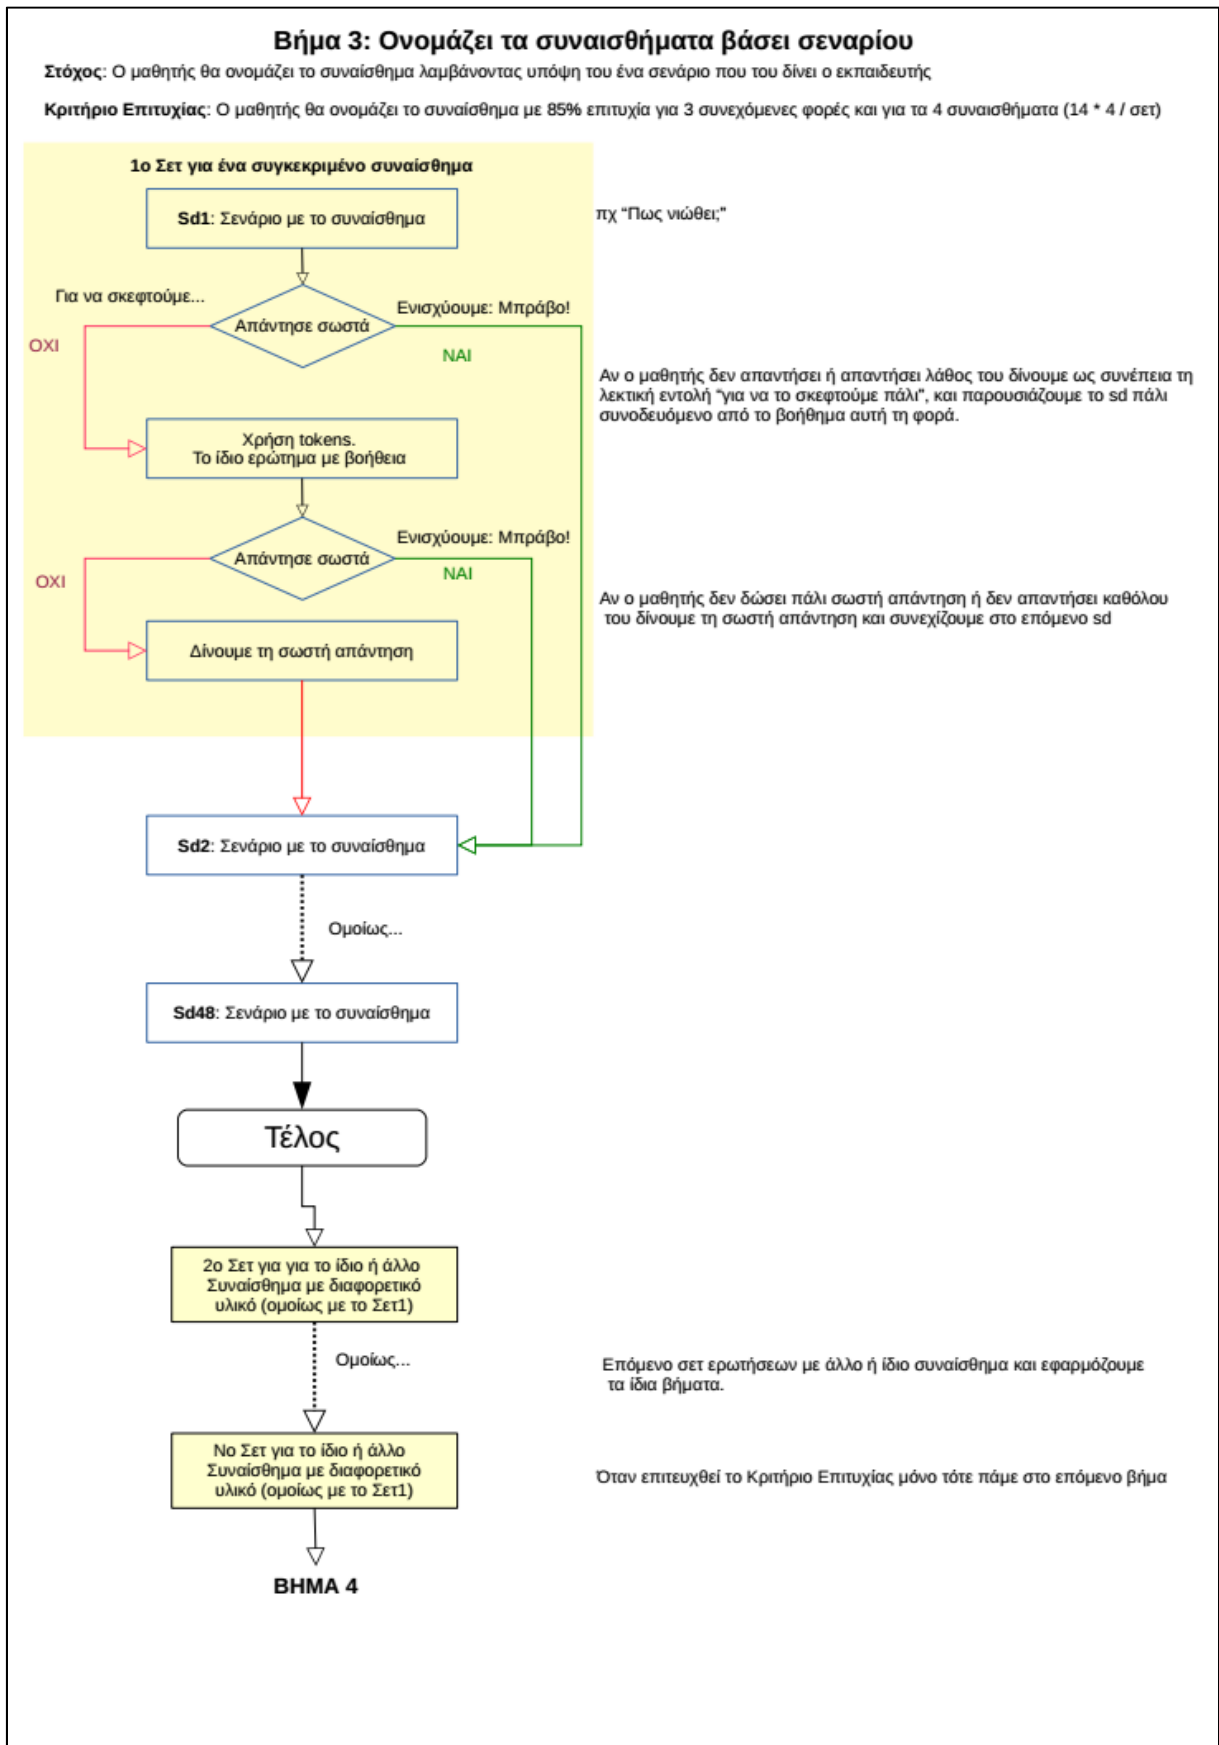 Βήμα 3: Ονομάζει τα συναισθήματα βάσει σεναρίου
Στόχος: Ο μαθητής θα ονομάζει το συναίσθημα λαμβάνοντας υπόψη του ένα σενάριο που του δίνει ο εκπαιδευτής
Κριτήριο Επιτυχίας: Ο μαθητής θα ονομάζει το συναίσθημα με 85% επιτυχία για 3 συνεχόμενες φορές και για τα 4 συναισθήματα (14 * 4 / σετ)
1ο Σετ για ένα συγκεκριμένο συναίσθημα
Sd1: Σενάριο με το συναίσθημα
πχ “Πως νιώθει;”
Για να σκεφτούμε...
Ενισχύουμε: Μπράβο!
Απάντησε σωστά
ΟΧΙ
ΝΑΙ
Αν ο μαθητής δεν απαντήσει ή απαντήσει λάθος του δίνουμε ως συνέπεια τη
λεκτική εντολή “για να το σκεφτούμε πάλι”, και παρουσιάζουμε το sd πάλι
συνοδευόμενο από το βοήθημα αυτή τη φορά.
Χρήση tokens.
Το ίδιο ερώτημα με βοήθεια
Ενισχύουμε: Μπράβο!
Απάντησε σωστά
ΟΧΙ
ΝΑΙ
Αν ο μαθητής δεν δώσει πάλι σωστή απάντηση ή δεν απαντήσει καθόλου
του δίνουμε τη σωστή απάντηση και συνεχίζουμε στο επόμενο sd
Δίνουμε τη σωστή απάντηση
Sd2: Σενάριο με το συναίσθημα
Ομοίως...
Sd48: Σενάριο με το συναίσθημα
Τέλος
2ο Σετ για για το ίδιο ή άλλο
Συναίσθημα με διαφορετικό
υλικό (ομοίως με το Σετ1)
Ομοίως...
Επόμενο σετ ερωτήσεων με άλλο ή ίδιο συναίσθημα και εφαρμόζουμε
τα ίδια βήματα.
Νο Σετ για το ίδιο ή άλλο
Συναίσθημα με διαφορετικό
υλικό (ομοίως με το Σετ1)
Όταν επιτευχθεί το Κριτήριο Επιτυχίας μόνο τότε πάμε στο επόμενο βήμα
ΒΗΜΑ 4